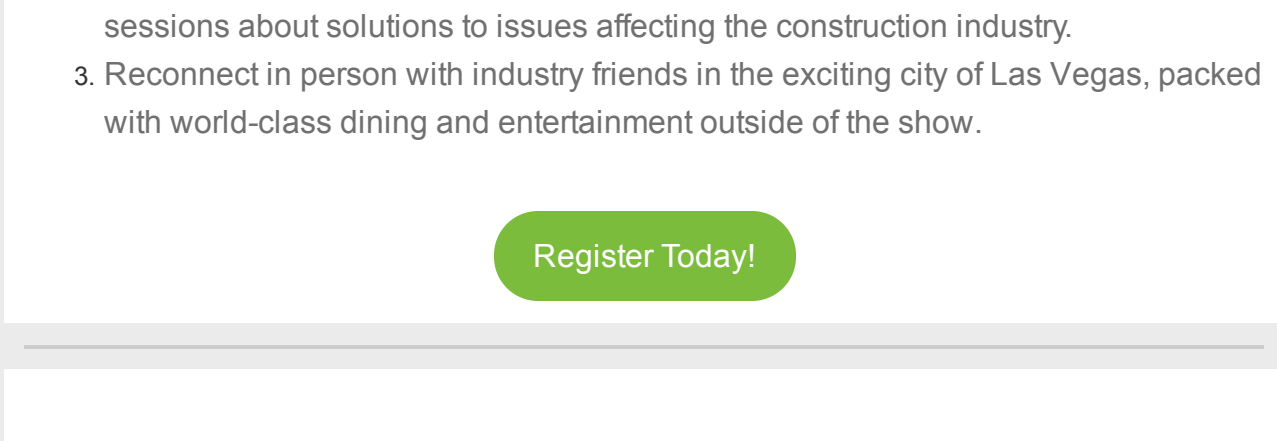 sessions about solutions to issues affecting the construction industry.
3. Reconnect in person with industry friends in the exciting city of Las Vegas, packed
with world-class dining and entertainment outside of the show.
Register Today!